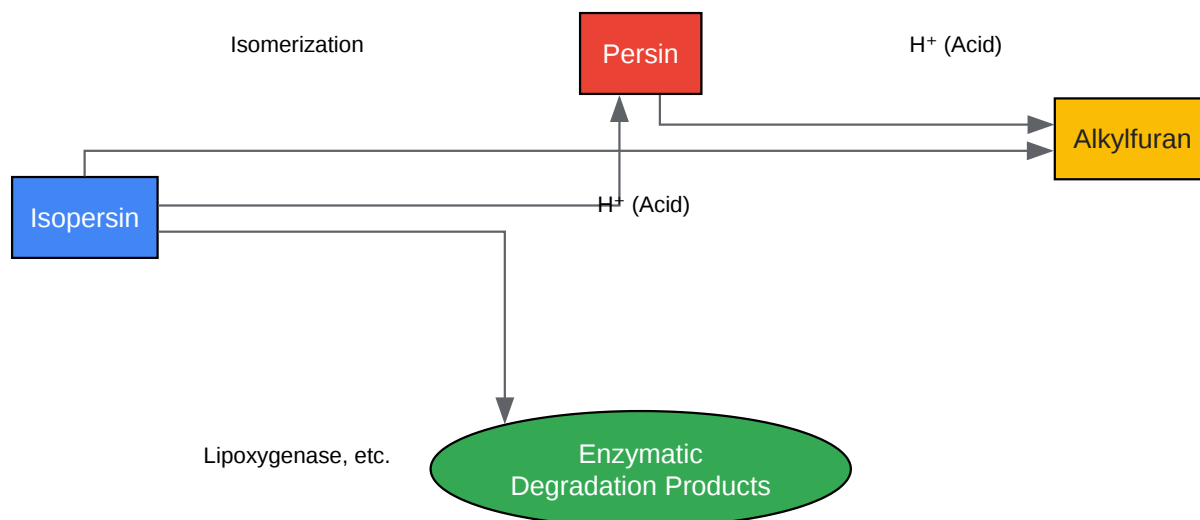 Isomerization
H⁺ (Acid)
Persin
Alkylfuran
Isopersin
H⁺ (Acid)
Lipoxygenase, etc.
Enzymatic
Degradation Products